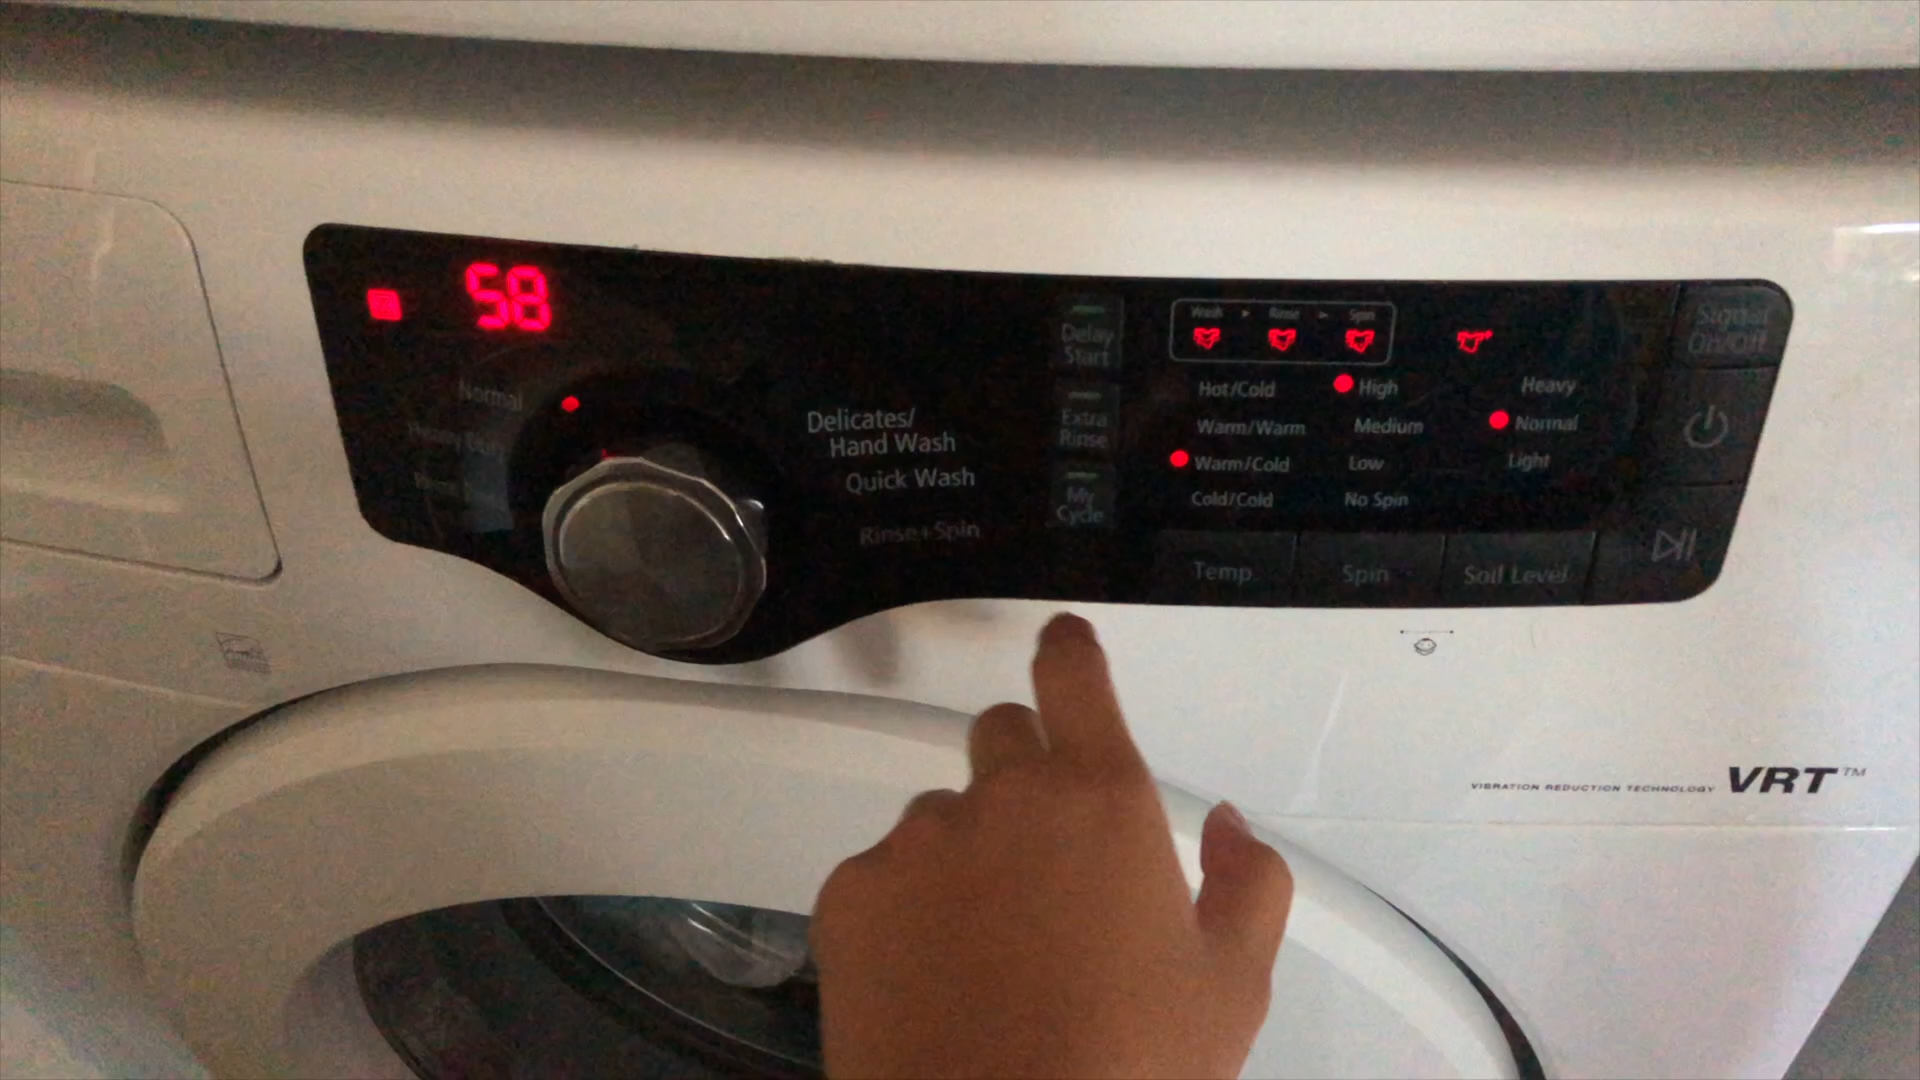 58
Normal
Heavy Duty
Delicates/
Hand Wash
Quick Wash
Rinse+Spin
Delay
Start
Extra
Rinse
My
Cycle
Wash Rinse Spin
Hot/Cold
Warm/Warm
Warm/Cold
Cold/Cold
High
Medium
Low
No Spin
Heavy
Normal
Light
Temp.
Spin
Soil Level
Signal
On/Off
VIBRATION REDUCTION TECHNOLOGY VRT™